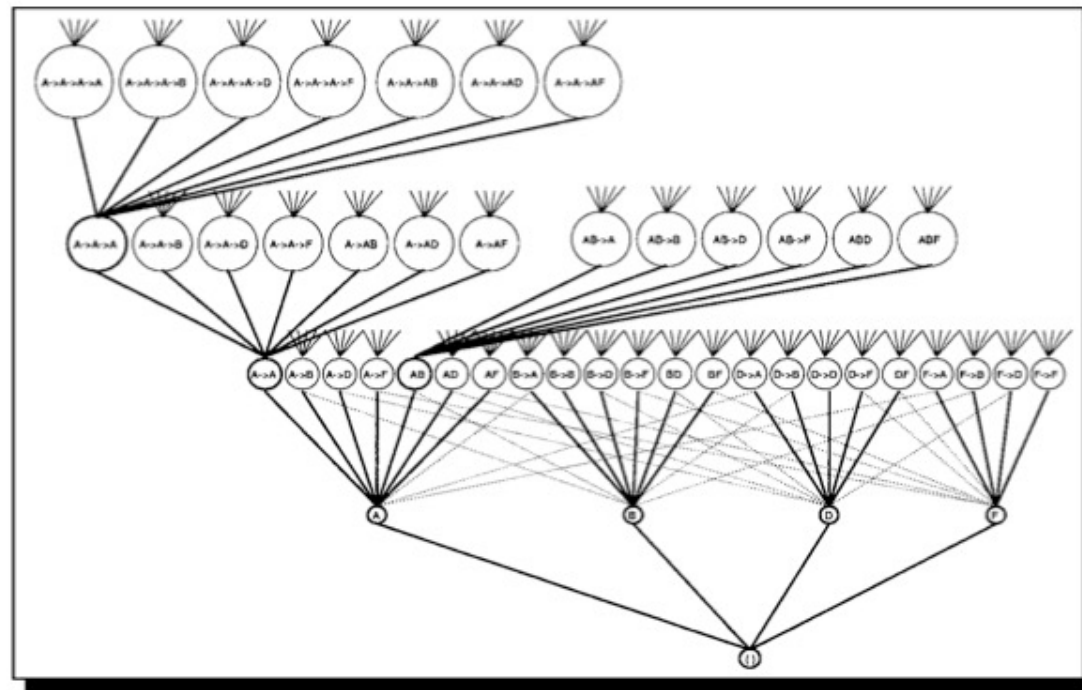 A->A->A->A A->A->A->B A->A->A->D A->A->A->F A->A->AB A->A->AD A->A->AF
A->A->A A->A->B A->A->D A->A->F A->AB A->AD A->AF AB->A AB->B AB->D AB->F ABD ABF
A->A A->B A->D A->F AB AD AF B->A B->B B->D B->F BD BF D->A D->B D->D D->F DF F->A F->B F->D F->F
A B D F
{ }